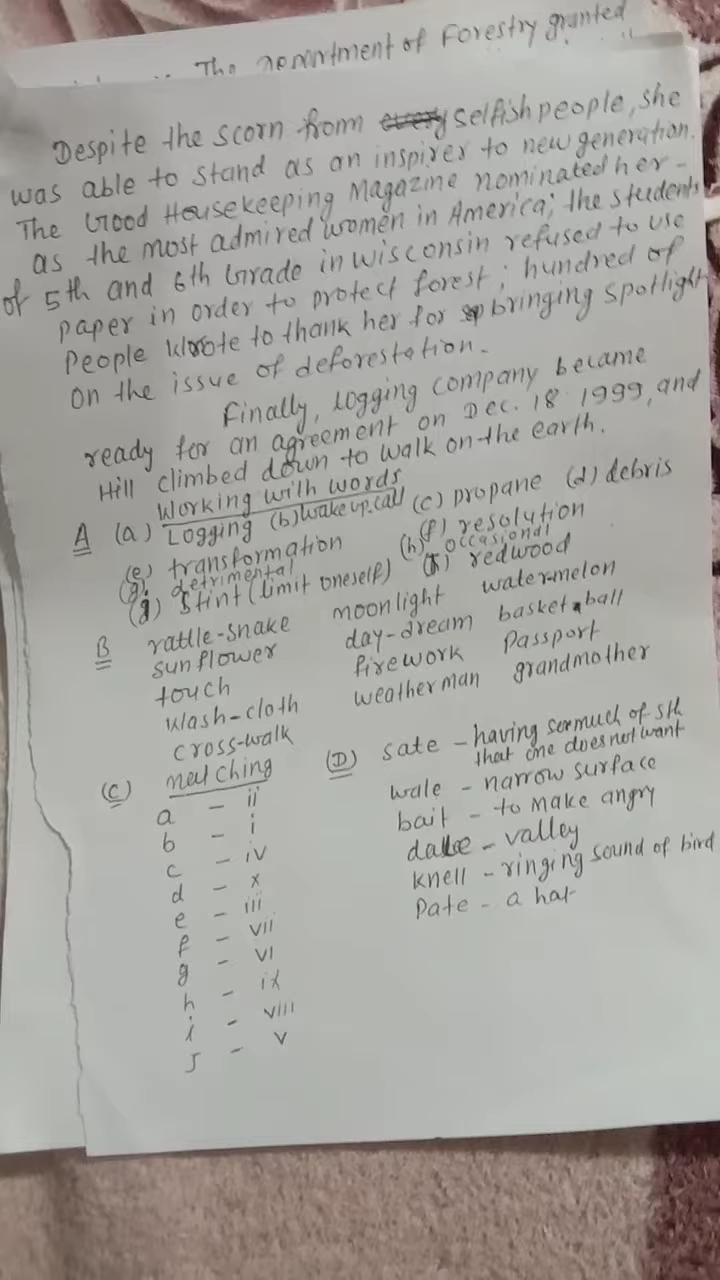 The Department of Forestry granted
Despite the scorn from every selfish people, she
was able to stand as an inspirer to new generation.
The Good Housekeeping Magazine nominated her
as the most admired women in America; the students
of 5th and 6th Grade in Wisconsin refused to use
paper in order to protect forest; hundred of
People wrote to thank her for bringing spotlight
on the issue of deforestation.
Finally, logging company became
ready for an agreement on Dec. 18 1999, and
Hill climbed down to walk on the earth.
Working with words
A (a) Logging (b) wake up call (c) propane (d) debris
(e) transformation (f) resolution
(g) detrimental (h) occasional
(j) stint (limit oneself) redwood
B rattle-snake moonlight watermelon
sunflower day-dream basket ball
touch firework Passport
wash-cloth weatherman grandmother
cross-walk
(C) matching
a - ii
b - i
c - iv
d - x
e - iii
f - vii
g - vi
h - ix
i - viii
J - v
(D) sate - having so much of sth
that one does not want
wale - narrow surface
bait - to make angry
dale - valley
knell - ringing sound of bird
Pate - a hat